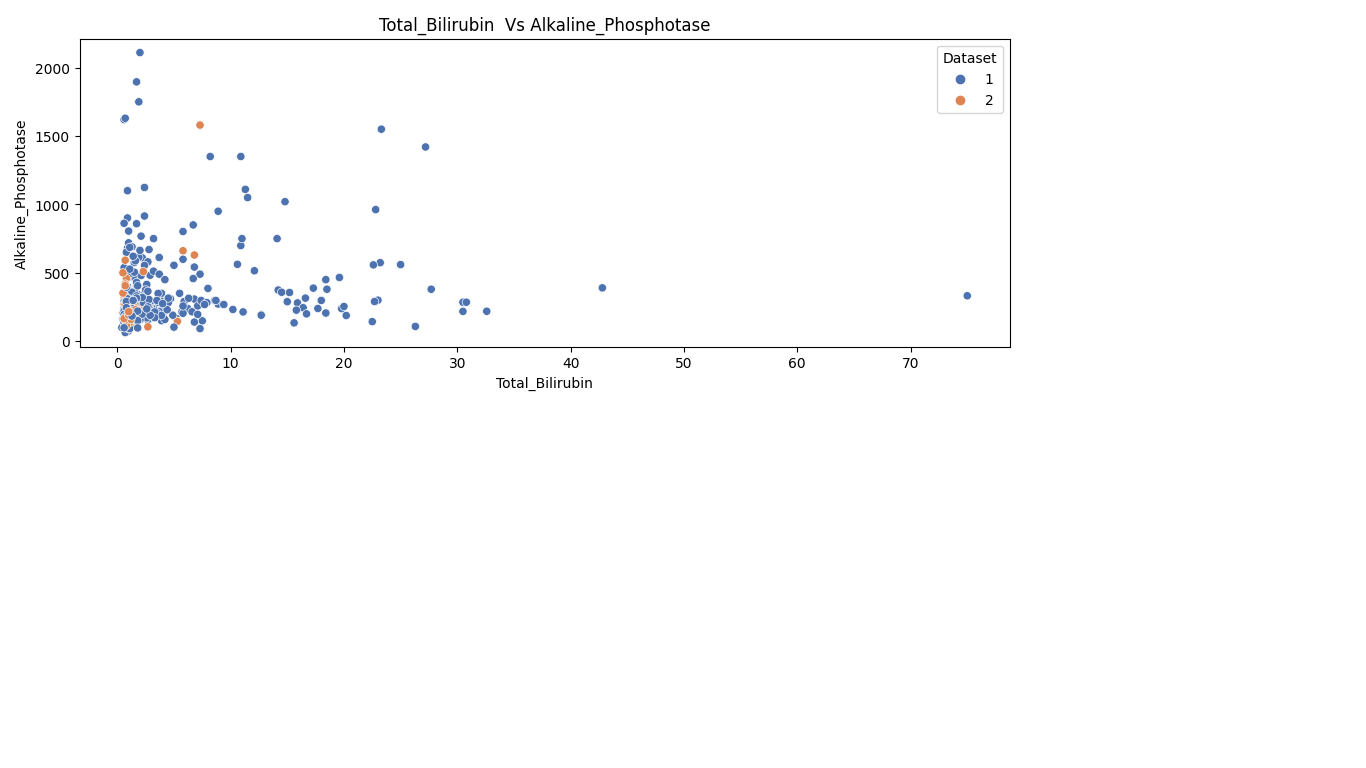 Total_Bilirubin  Vs Alkaline_Phosphotase
Dataset
1
2
Alkaline_Phosphotase
2000
1500
1000
500
0
0 10 20 30 40 50 60 70
Total_Bilirubin